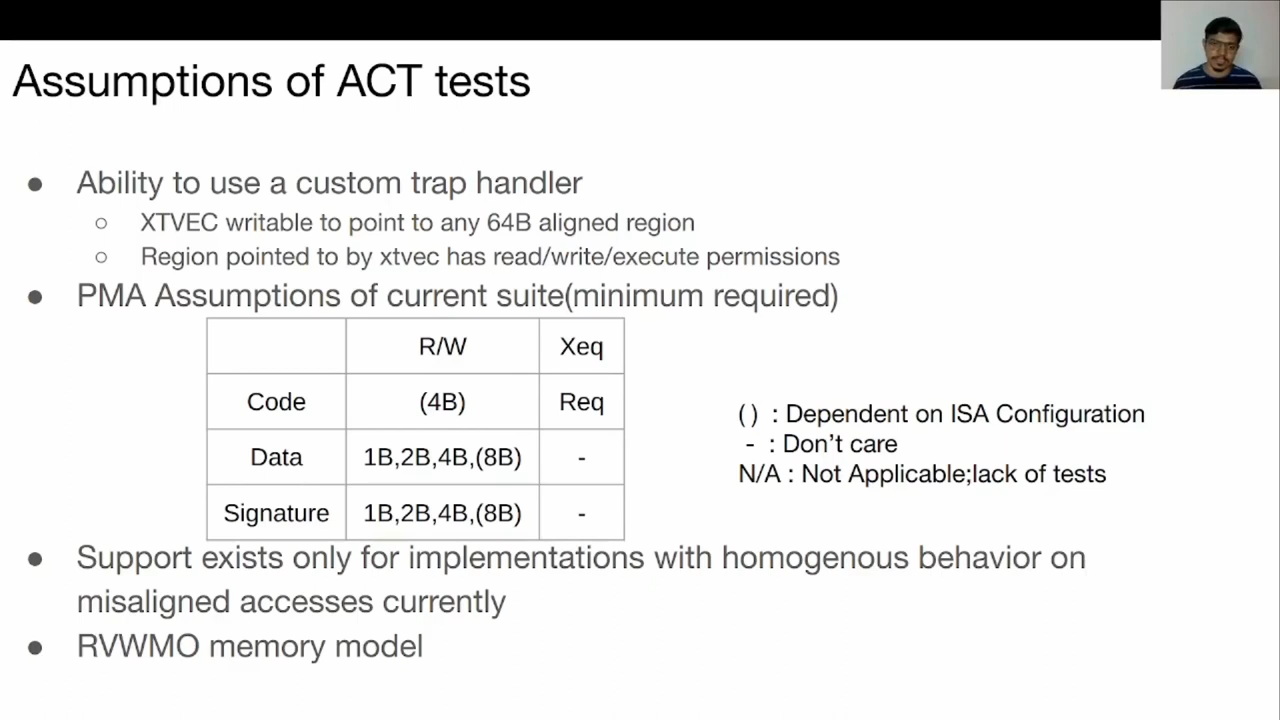 Assumptions of ACT tests
● Ability to use a custom trap handler
○ XTVEC writable to point to any 64B aligned region
○ Region pointed to by xtvec has read/write/execute permissions
● PMA Assumptions of current suite(minimum required)
R/W Xeq
Code (4B) Req
Data 1B,2B,4B,(8B) -
Signature 1B,2B,4B,(8B) -
( ) : Dependent on ISA Configuration
- : Don't care
N/A : Not Applicable;lack of tests
● Support exists only for implementations with homogenous behavior on
misaligned accesses currently
● RVWMO memory model